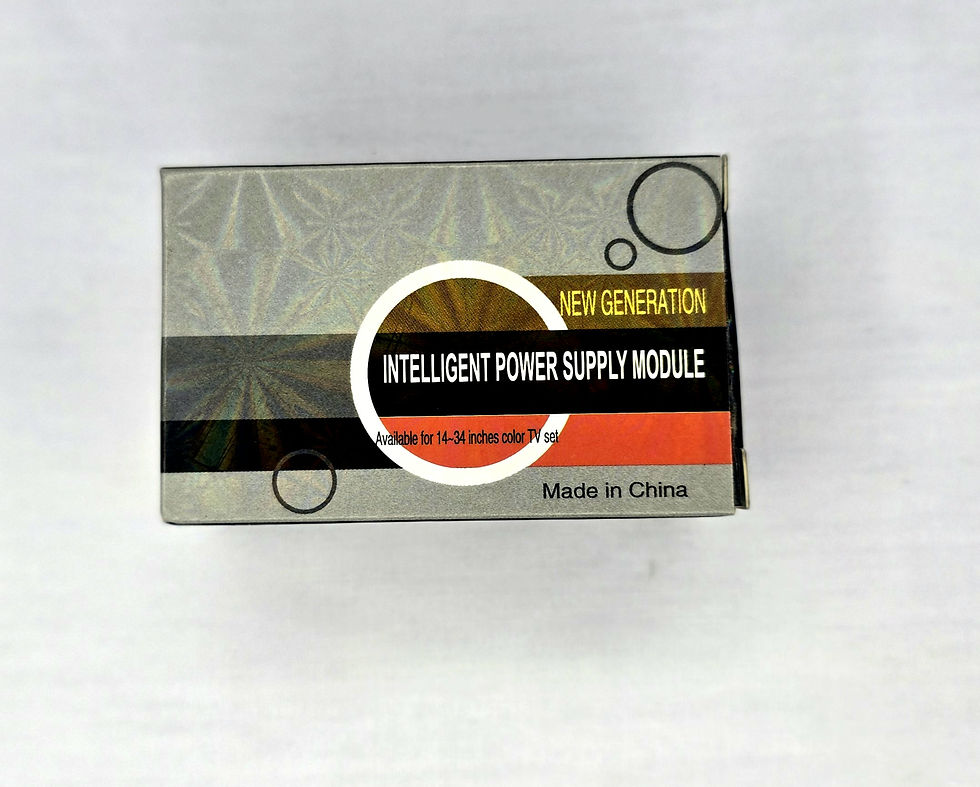 NEW GENERATION
INTELLIGENT POWER SUPPLY MODULE
Available for 14~34 inches color TV set
Made in China